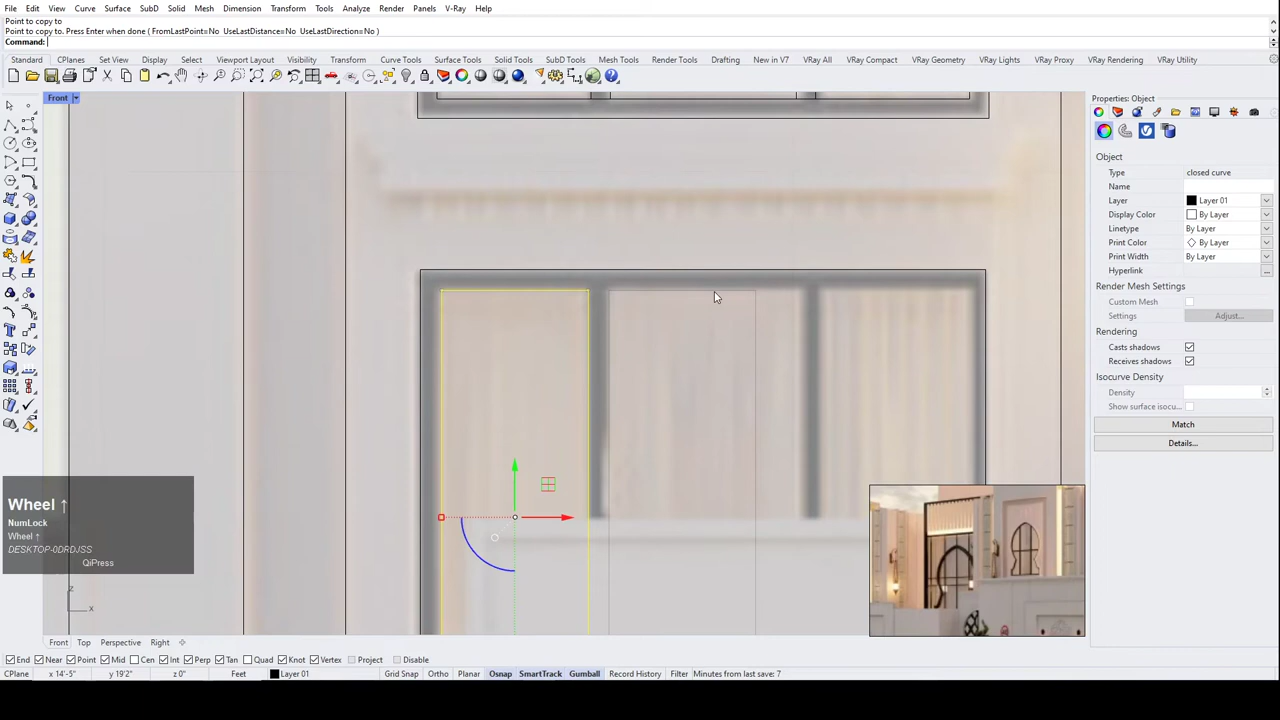 File Edit View Curve Surface SubD Solid Mesh Dimension Transform Tools Analyze Render Panels V-Ray Help
Point to copy to
Point to copy to. Press Enter when done ( FromLastPoint=No UseLastDistance=No UseLastDirection=No )
Command:
Standard CPlanes Set View Display Select Viewport Layout Visibility Transform Curve Tools Surface Tools Solid Tools SubD Tools Mesh Tools Render Tools Drafting New in V7 VRay All VRay Compact VRay Geometry VRay Lights VRay Proxy VRay Rendering VRay Utility
Front
Properties: Object
Object
Type closed curve
Name
Layer Layer 01
Display Color By Layer
Linetype By Layer
Print Color By Layer
Print Width By Layer
Hyperlink ...
Render Mesh Settings
Custom Mesh
Settings Adjust...
Rendering
Casts shadows
Receives shadows
Isocurve Density
Density
Show surface isocu...
Match
Details...
Wheel ↑
NumLock
Wheel ↑
DESKTOP-0DRDJSS
QiPress
z
x
Front Top Perspective Right
End Near Point Mid Cen Int Perp Tan Quad Knot Vertex Project Disable
CPlane x 14'-5" y 19'2" z 0" Feet Layer 01 Grid Snap Ortho Planar Osnap SmartTrack Gumball Record History Filter Minutes from last save: 7